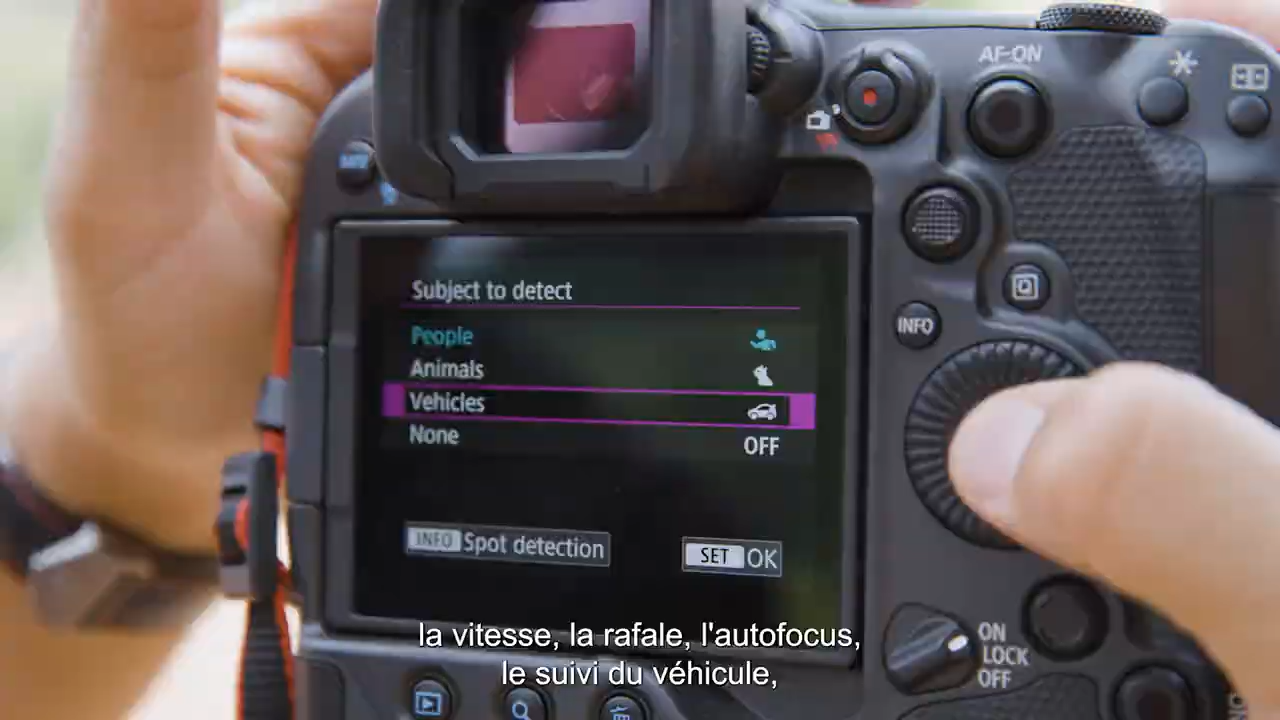 AF-ON
Subject to detect
People
Animals
Vehicles
None OFF
INFO
INFO Spot detection
SET OK
ON
LOCK
OFF
la vitesse, la rafale, l'autofocus,
le suivi du véhicule,